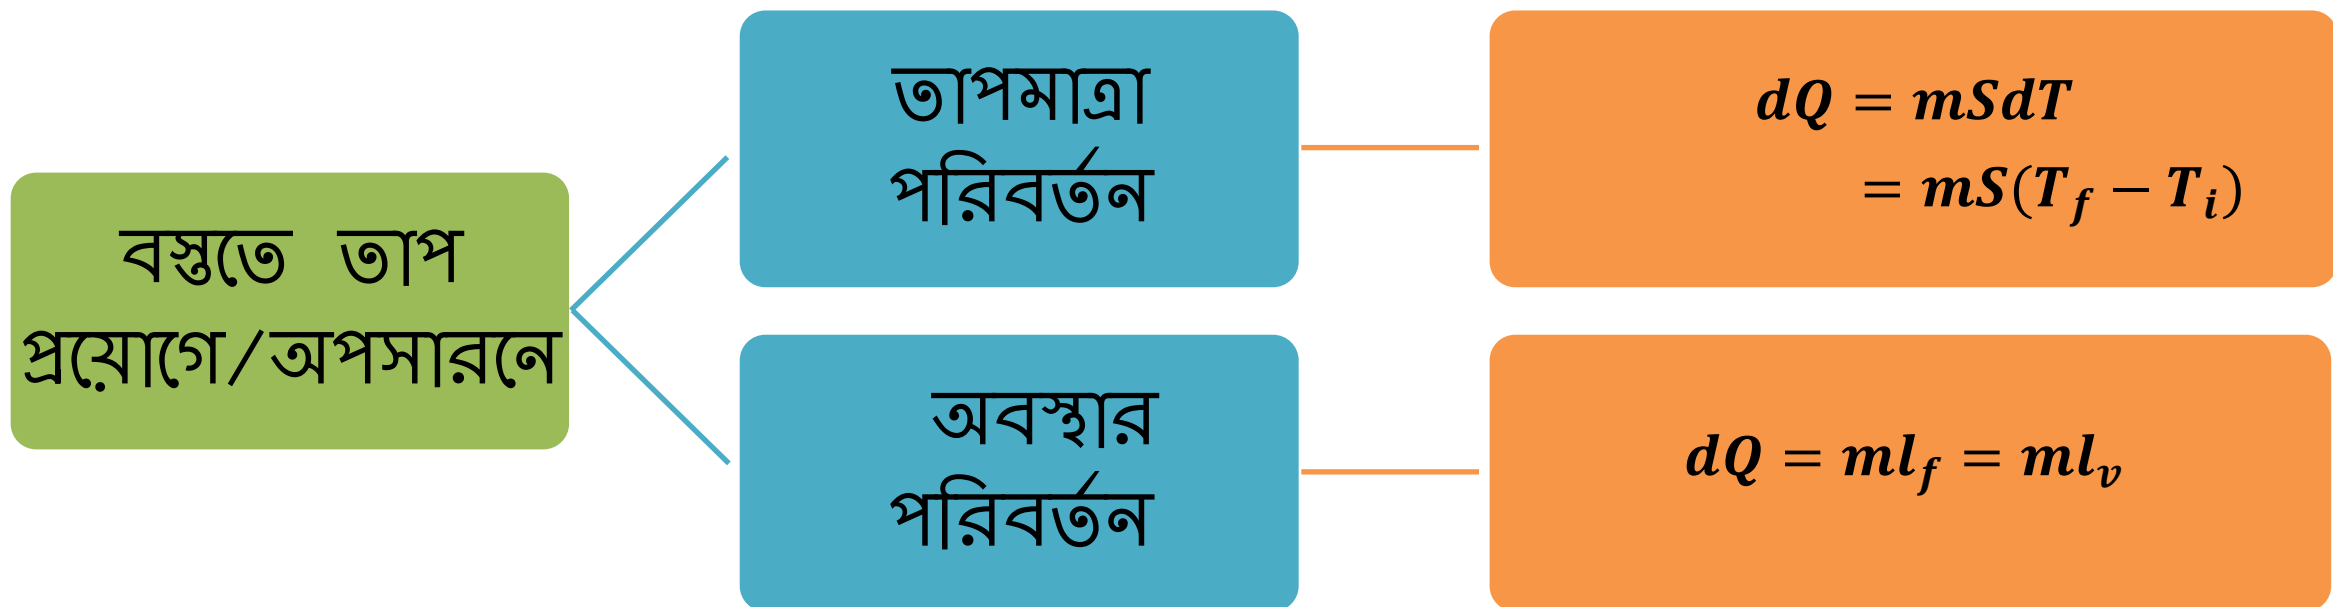 বস্তুতে তাপ
প্রয়োগে/অপসারনে
তাপমাত্রা
পরিবর্তন
dQ = mSdT
= mS(T_f − T_i)
অবস্থার
পরিবর্তন
dQ = ml_f = ml_v